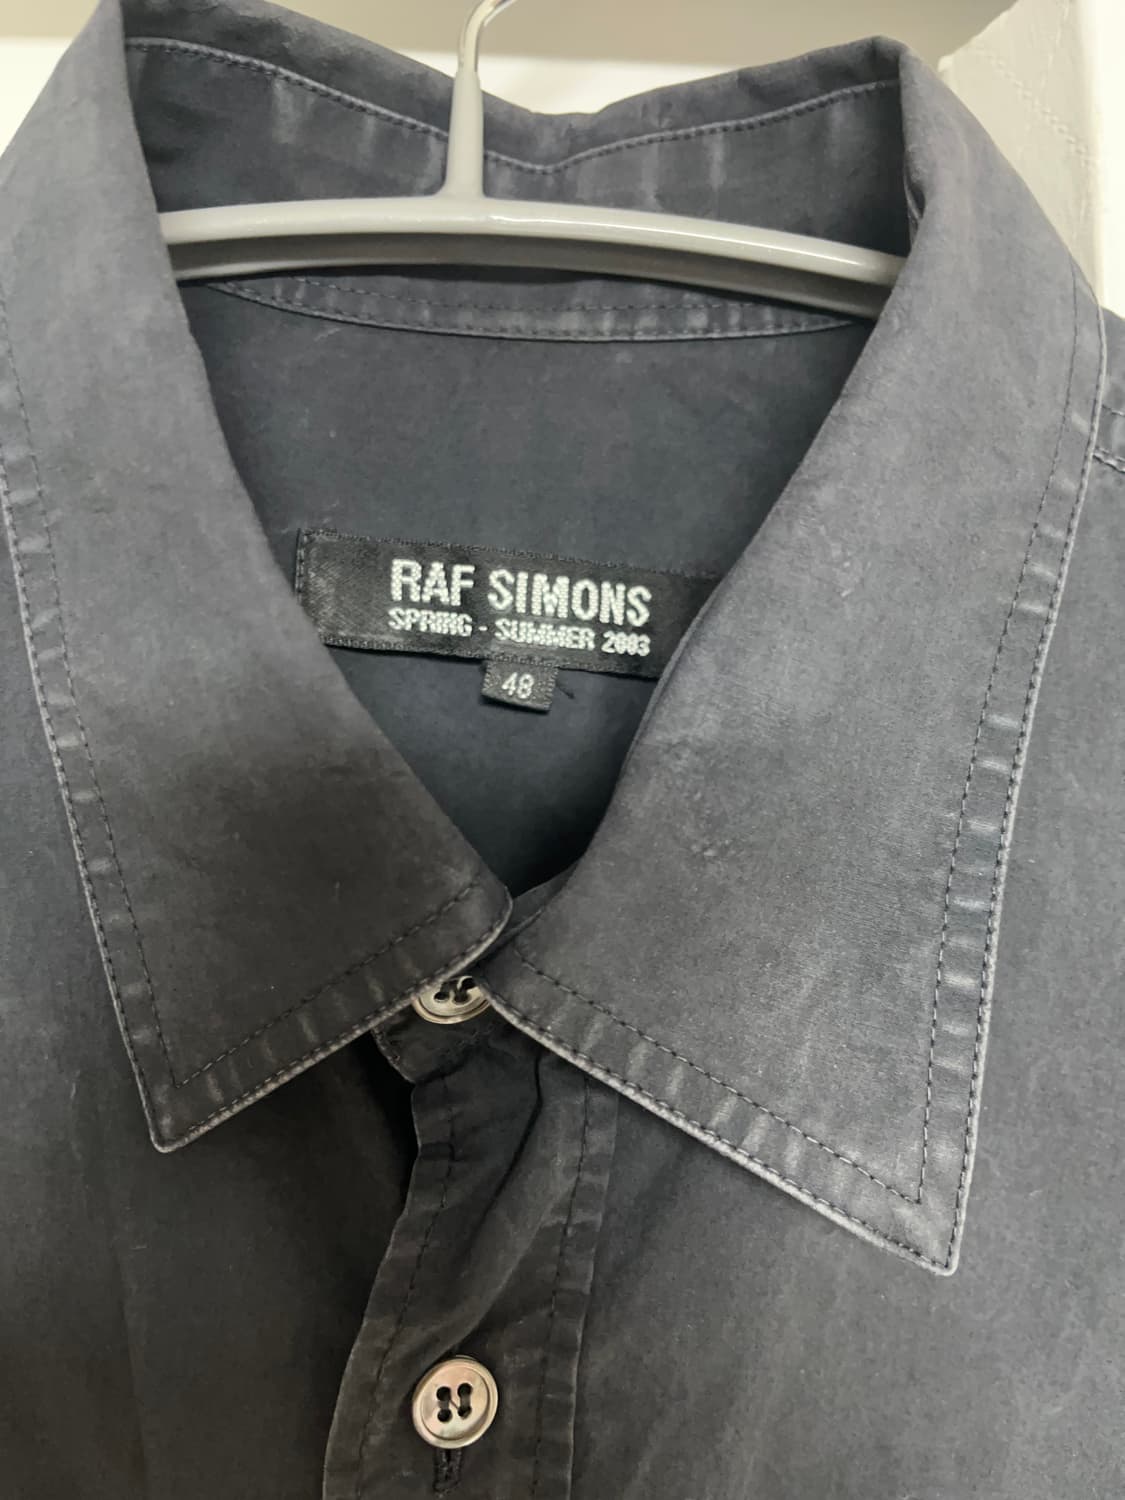 RAF SIMONS
SPRING - SUMMER 2003
48